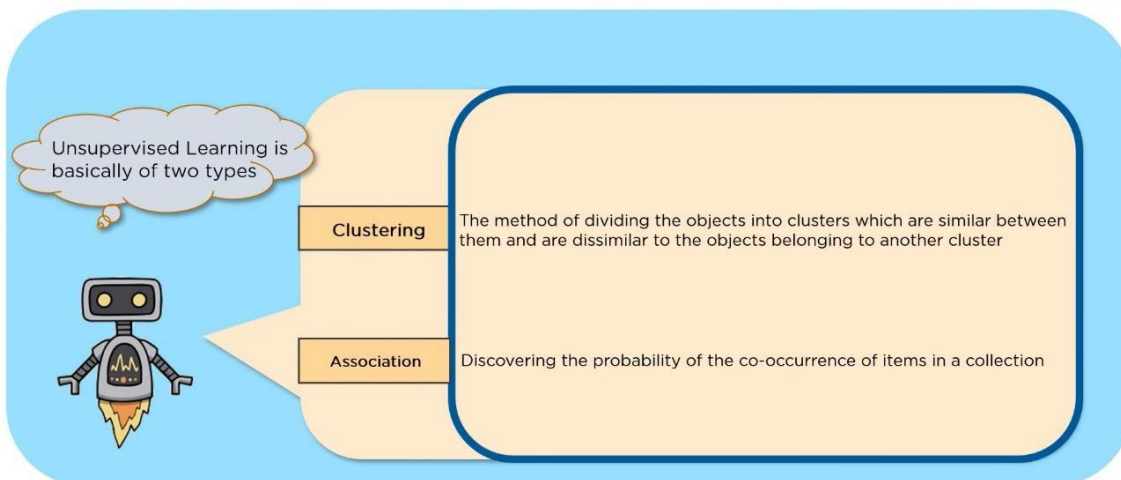 Unsupervised Learning is
basically of two types
Clustering
The method of dividing the objects into clusters which are similar between
them and are dissimilar to the objects belonging to another cluster
Association
Discovering the probability of the co-occurrence of items in a collection